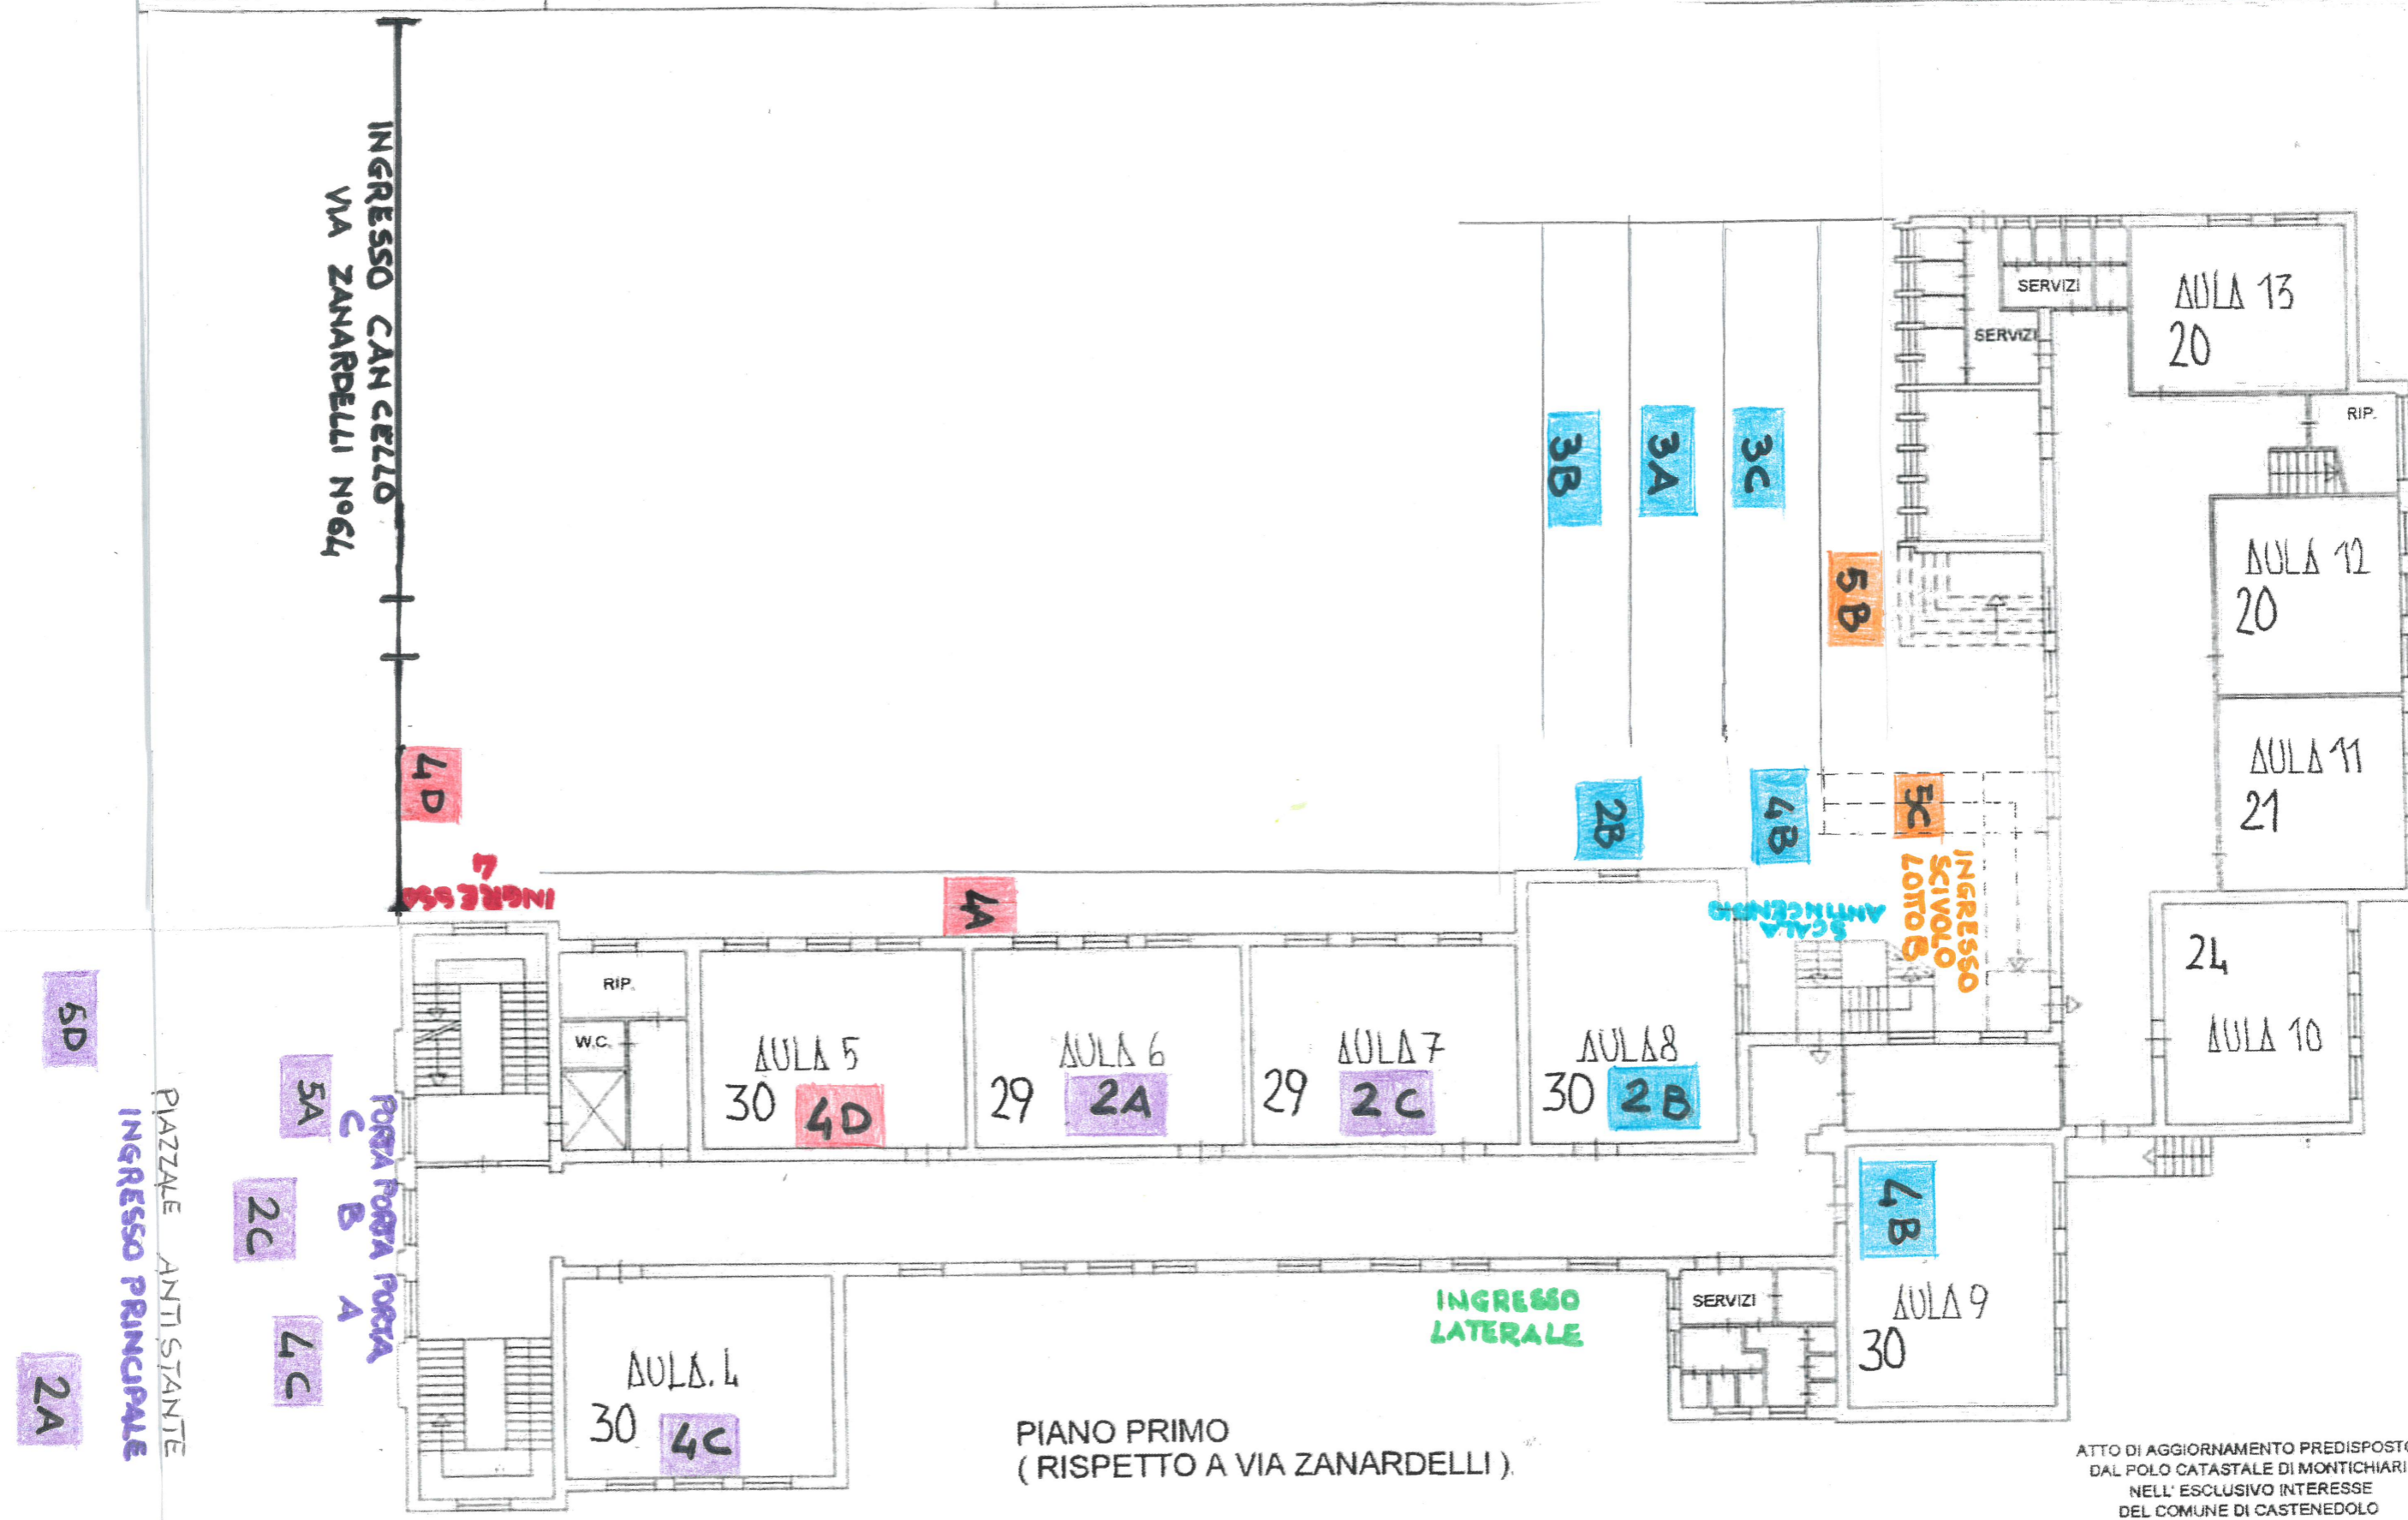 INGRESSO CANCELLO
VIA ZANARDELLI N°64
4D
INGRESSO
4
4A
3B
3A
3C
5B
2B
4B
5C
INGRESSO
SCIVOLO
LOTTO B
SCALA
ANTINCENDIO
SERVIZI
SERVIZI
AULA 13
20
RIP.
AULA 12
20
AULA 11
21
24
AULA 10
RIP.
W.C.
AULA 5
30 4D
AULA 6
29 2A
AULA 7
29 2C
AULA 8
30 2B
4B
AULA 9
30
SERVIZI
INGRESSO
LATERALE
AULA. 4
30 4C
5D
5A
2C
4C
2A
PORTA PORTA PORTA
C B A
PIAZZALE ANTISTANTE
INGRESSO PRINCIPALE
PIANO PRIMO
( RISPETTO A VIA ZANARDELLI ).
ATTO DI AGGIORNAMENTO PREDISPOSTO
DAL POLO CATASTALE DI MONTICHIARI
NELL' ESCLUSIVO INTERESSE
DEL COMUNE DI CASTENEDOLO